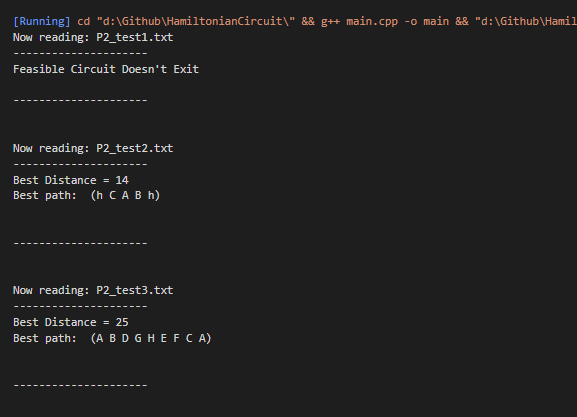 [Running] cd "d:\Github\HamiltonianCircuit\" && g++ main.cpp -o main && "d:\Github\Hamil
Now reading: P2_test1.txt
---------------------
Feasible Circuit Doesn't Exit
---------------------
Now reading: P2_test2.txt
---------------------
Best Distance = 14
Best path:  (h C A B h)
---------------------
Now reading: P2_test3.txt
---------------------
Best Distance = 25
Best path:  (A B D G H E F C A)
---------------------